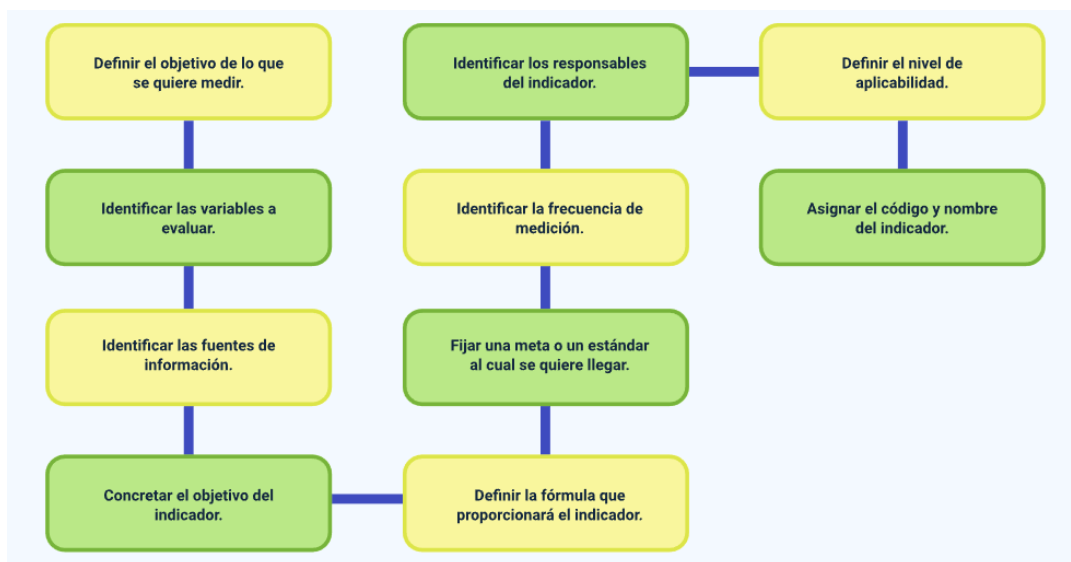 Definir el objetivo de lo que
se quiere medir.
Identificar las variables a
evaluar.
Identificar las fuentes de
información.
Concretar el objetivo del
indicador.
Definir la fórmula que
proporcionará el indicador.
Fijar una meta o un estándar
al cual se quiere llegar.
Identificar la frecuencia de
medición.
Identificar los responsables
del indicador.
Definir el nivel de
aplicabilidad.
Asignar el código y nombre
del indicador.